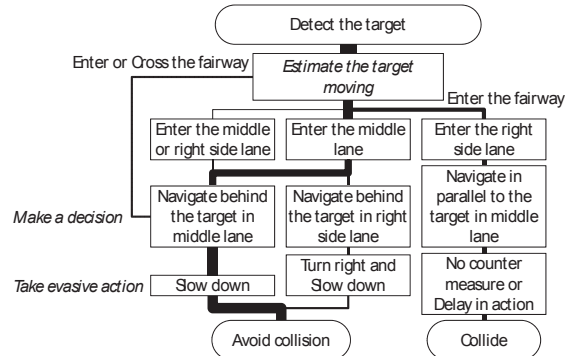 Detect the target
Enter or Cross the fairway
Estimate the target
moving
Enter the fairway
Enter the middle
or right side lane
Enter the middle
lane
Enter the right
side lane
Make a decision
Navigate behind
the target in
middle lane
Navigate behind
the target in right
side lane
Navigate in
parallel to the
target in middle
lane
Take evasive action
Slow down
Turn right and
Slow down
No counter
measure or
Delay in action
Avoid collision
Collide